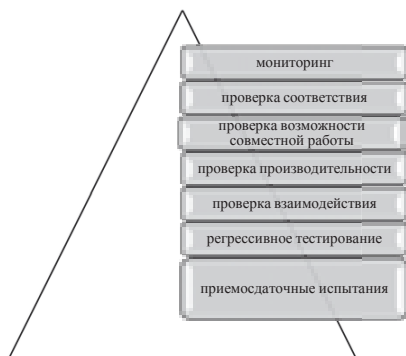 мониторинг
проверка соответствия
проверка возможности
совместной работы
проверка производительности
проверка взаимодействия
регрессивное тестирование
приемосдаточные испытания